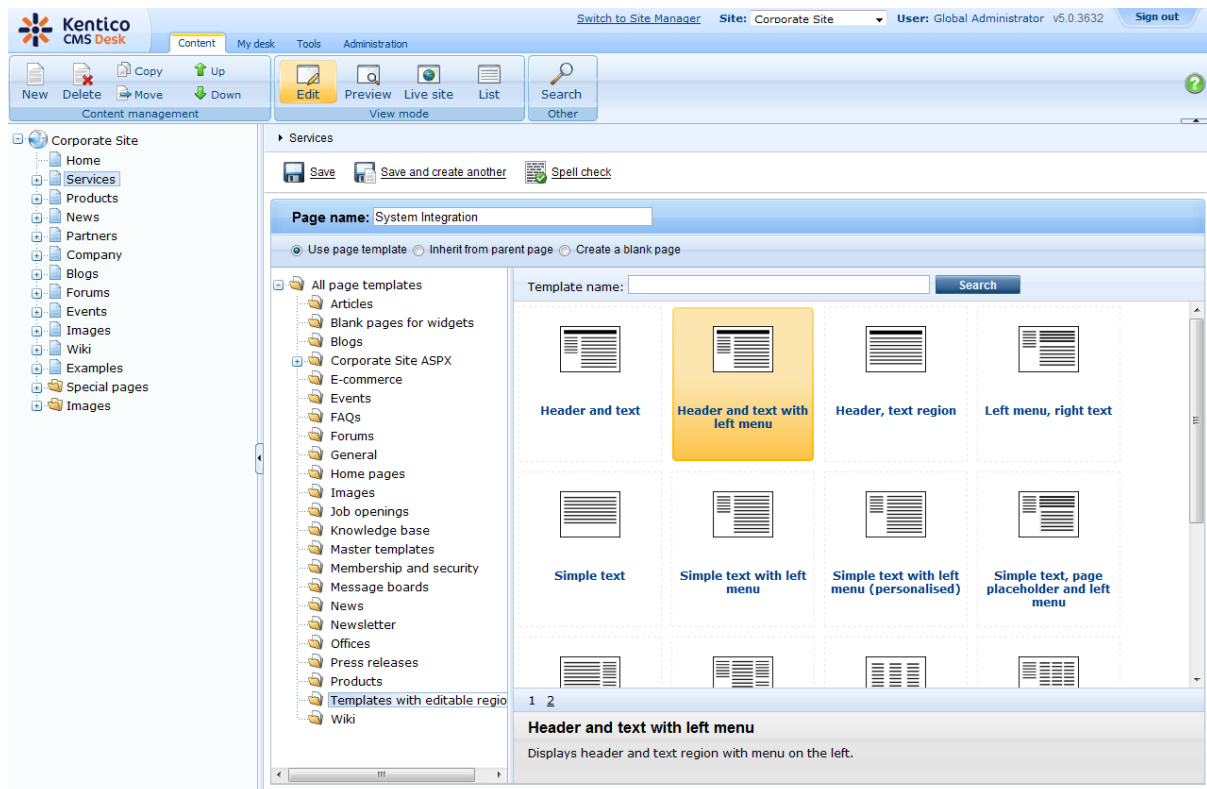 Kentico
CMS Desk
Switch to Site Manager Site: Corporate Site User: Global Administrator v5.0.3632 Sign out
Content My desk Tools Administration
New Delete Copy Move Up Down
Content management
Edit Preview Live site List
View mode
Search
Other
Corporate Site
Home
Services
Products
News
Partners
Company
Blogs
Forums
Events
Images
Wiki
Examples
Special pages
Images
Services
Save Save and create another Spell check
Page name: System Integration
Use page template Inherit from parent page Create a blank page
All page templates
Articles
Blank pages for widgets
Blogs
Corporate Site ASPX
E-commerce
Events
FAQs
Forums
General
Home pages
Images
Job openings
Knowledge base
Master templates
Membership and security
Message boards
News
Newsletter
Offices
Press releases
Products
Templates with editable regio
Wiki
Template name: Search
Header and text
Header and text with
left menu
Header, text region
Left menu, right text
Simple text
Simple text with left
menu
Simple text with left
menu (personalised)
Simple text, page
placeholder and left
menu
1 2
Header and text with left menu
Displays header and text region with menu on the left.